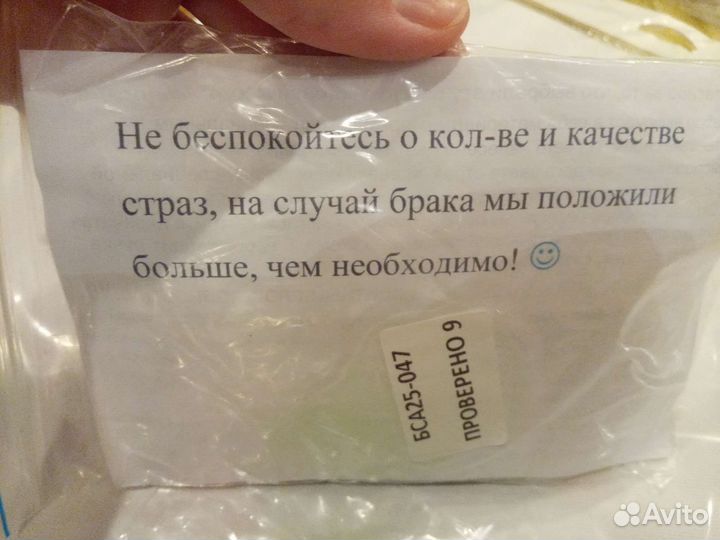 Не беспокойтесь о кол-ве и качестве
страз, на случай брака мы положили
больше, чем необходимо! ☺
БСА25-047
ПРОВЕРЕНО 9
Avito